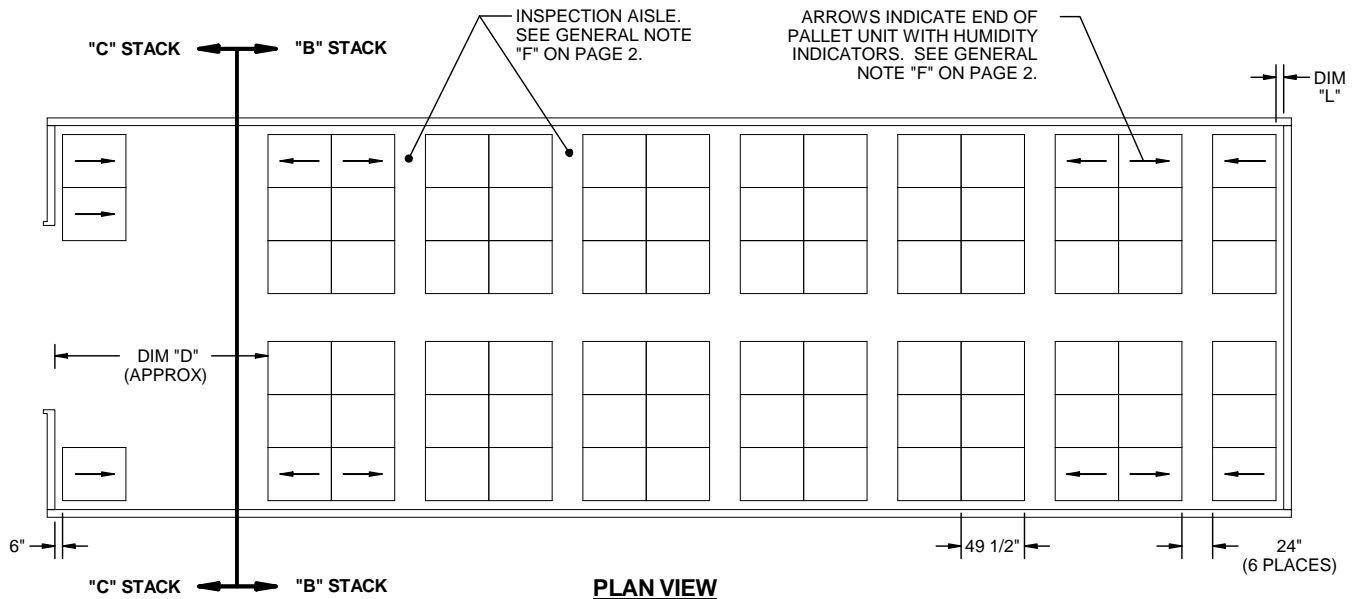 INSPECTION AISLE.
SEE GENERAL NOTE
"F" ON PAGE 2.
ARROWS INDICATE END OF
PALLET UNIT WITH HUMIDITY
INDICATORS. SEE GENERAL
NOTE "F" ON PAGE 2.
"C" STACK
"B" STACK
DIM
"L"
DIM "D"
(APPROX)
6"
49 1/2"
24"
(6 PLACES)
"C" STACK
"B" STACK
PLAN VIEW